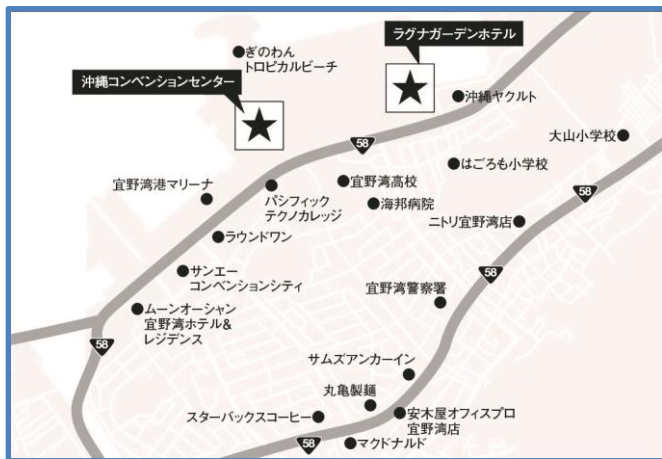 ラグナガーデンホテル
ぎのわん
トロピカルビーチ
沖縄コンベンションセンター
沖縄ヤクルト
大山小学校
58
はごろも小学校
宜野湾高校
58
宜野湾港マリーナ
パシフィック
テクノカレッジ
海邦病院
ニトリ宜野湾店
ラウンドワン
サンエー
コンベンションシティ
58
宜野湾警察署
ムーンオーシャン
宜野湾ホテル&
レジデンス
58
サムズアンカーイン
丸亀製麺
スターバックスコーヒー
安木屋オフィスプロ
宜野湾店
58
マクドナルド